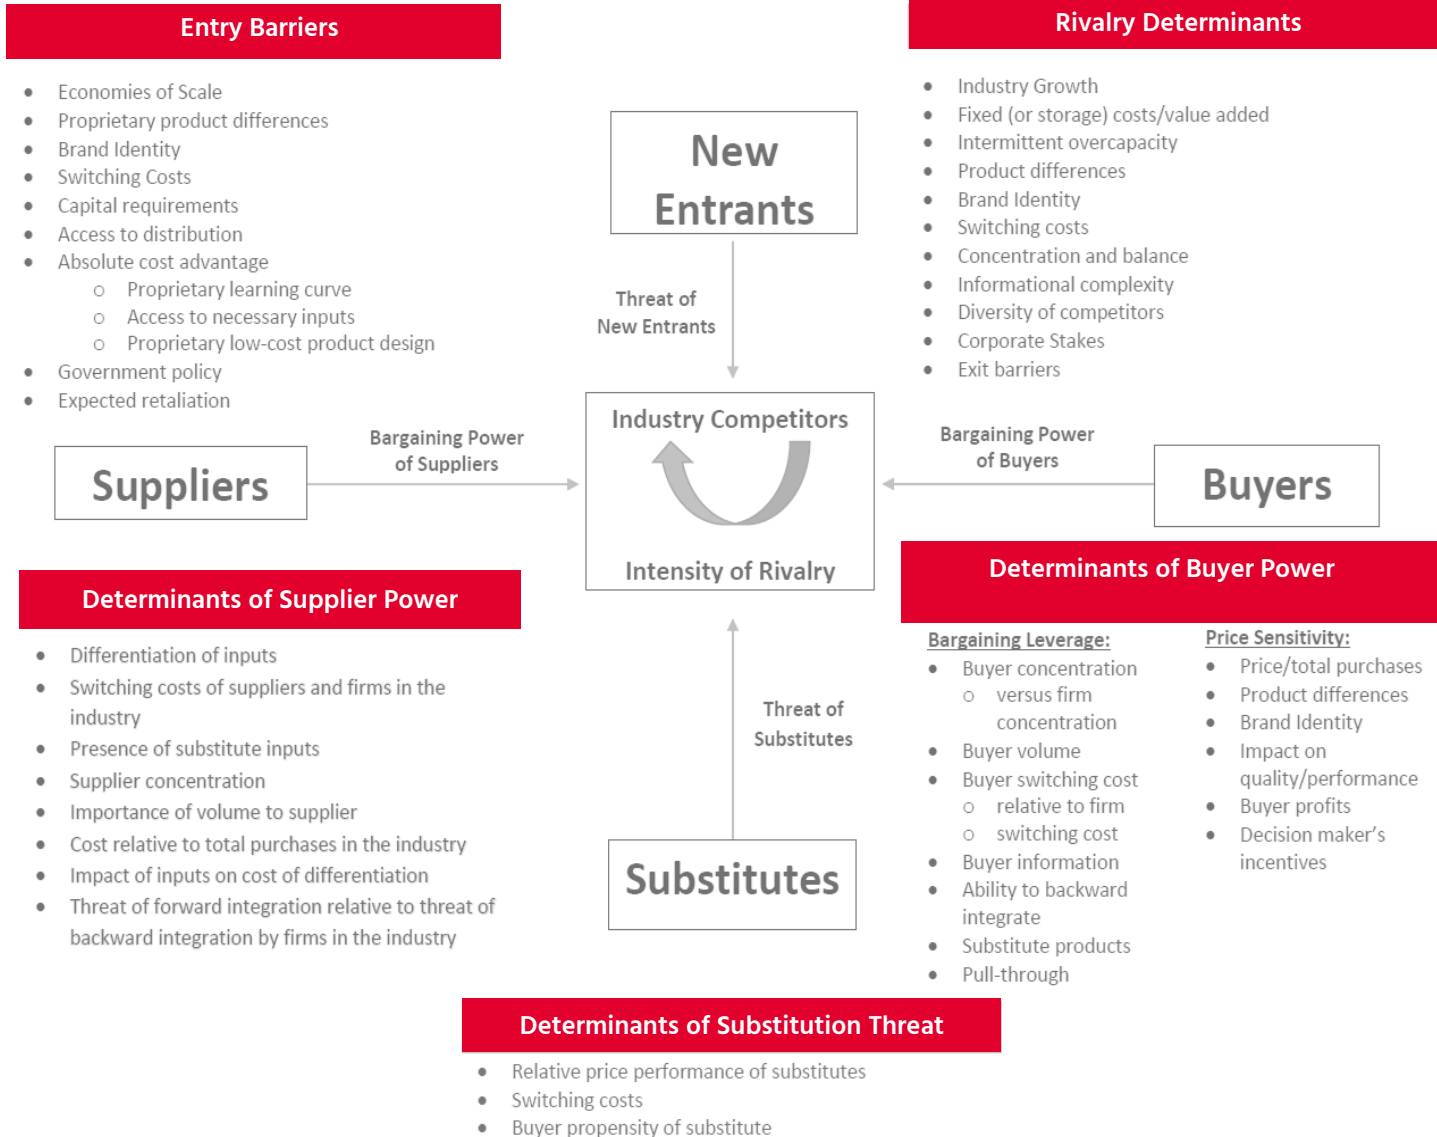 Entry Barriers
Economies of Scale
Proprietary product differences
Brand Identity
Switching Costs
Capital requirements
Access to distribution
Absolute cost advantage
Proprietary learning curve
Access to necessary inputs
Proprietary low-cost product design
Government policy
Expected retaliation
New
Entrants
Threat of
New Entrants
Rivalry Determinants
Industry Growth
Fixed (or storage) costs/value added
Intermittent overcapacity
Product differences
Brand Identity
Switching costs
Concentration and balance
Informational complexity
Diversity of competitors
Corporate Stakes
Exit barriers
Suppliers
Bargaining Power
of Suppliers
Industry Competitors
Intensity of Rivalry
Bargaining Power
of Buyers
Buyers
Determinants of Supplier Power
Differentiation of inputs
Switching costs of suppliers and firms in the
industry
Presence of substitute inputs
Supplier concentration
Importance of volume to supplier
Cost relative to total purchases in the industry
Impact of inputs on cost of differentiation
Threat of forward integration relative to threat of
backward integration by firms in the industry
Threat of
Substitutes
Substitutes
Determinants of Buyer Power
Bargaining Leverage:
Buyer concentration
versus firm
concentration
Buyer volume
Buyer switching cost
relative to firm
switching cost
Buyer information
Ability to backward
integrate
Substitute products
Pull-through
Price Sensitivity:
Price/total purchases
Product differences
Brand Identity
Impact on
quality/performance
Buyer profits
Decision maker's
incentives
Determinants of Substitution Threat
Relative price performance of substitutes
Switching costs
Buyer propensity of substitute